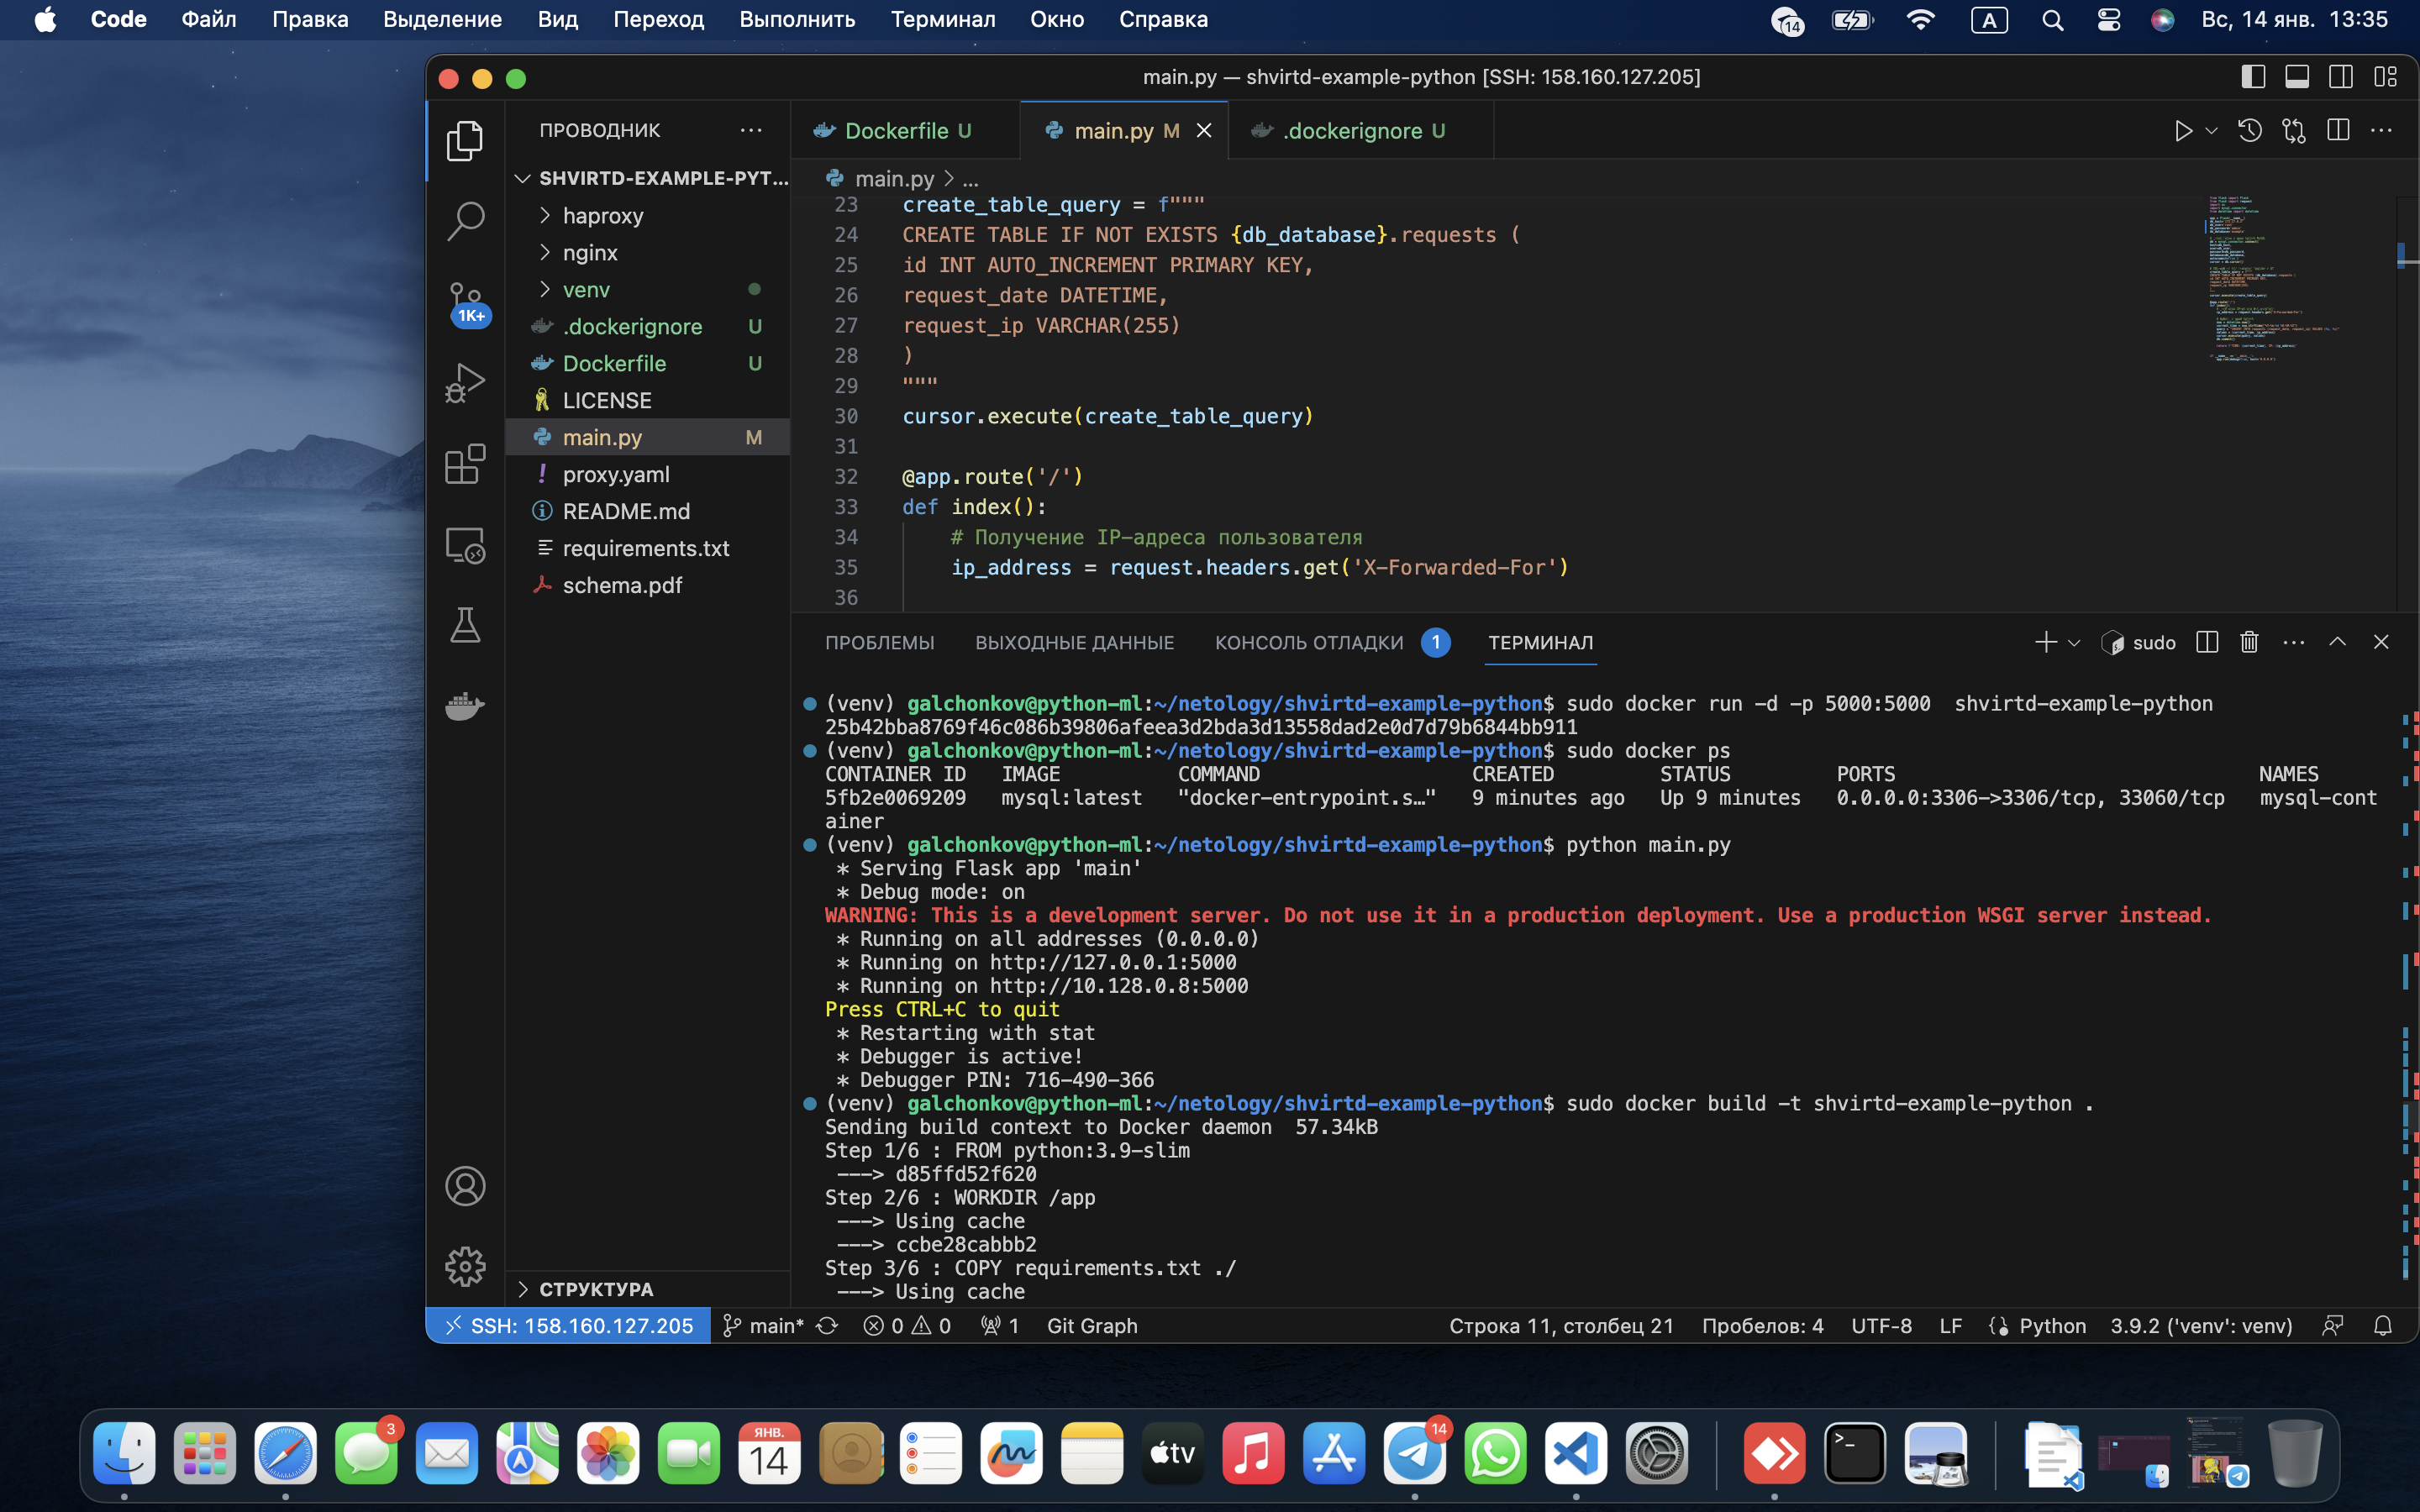 Code Файл Правка Выделение Вид Переход Выполнить Терминал Окно Справка 14 A Вс, 14 янв. 13:35
main.py — shvirtd-example-python [SSH: 158.160.127.205]
ПРОВОДНИК
Dockerfile U main.py M .dockerignore U
SHVIRTD-EXAMPLE-PYT...
main.py > ...
haproxy
nginx
venv
.dockerignore U
Dockerfile U
LICENSE
main.py M
proxy.yaml
README.md
requirements.txt
schema.pdf
1K+
СТРУКТУРА
23 create_table_query = f"""
24 CREATE TABLE IF NOT EXISTS {db_database}.requests (
25 id INT AUTO_INCREMENT PRIMARY KEY,
26 request_date DATETIME,
27 request_ip VARCHAR(255)
28 )
29 """
30 cursor.execute(create_table_query)
31
32 @app.route('/')
33 def index():
34 # Получение IP-адреса пользователя
35 ip_address = request.headers.get('X-Forwarded-For')
36
ПРОБЛЕМЫ ВЫХОДНЫЕ ДАННЫЕ КОНСОЛЬ ОТЛАДКИ 1 ТЕРМИНАЛ sudo
(venv) galchonkov@python-ml:~/netology/shvirtd-example-python$ sudo docker run -d -p 5000:5000  shvirtd-example-python
25b42bba8769f46c086b39806afeea3d2bda3d13558dad2e0d7d79b6844bb911
(venv) galchonkov@python-ml:~/netology/shvirtd-example-python$ sudo docker ps
CONTAINER ID   IMAGE          COMMAND                  CREATED         STATUS         PORTS                               NAMES
5fb2e0069209   mysql:latest   "docker-entrypoint.s…"   9 minutes ago   Up 9 minutes   0.0.0.0:3306->3306/tcp, 33060/tcp   mysql-cont
ainer
(venv) galchonkov@python-ml:~/netology/shvirtd-example-python$ python main.py
* Serving Flask app 'main'
* Debug mode: on
WARNING: This is a development server. Do not use it in a production deployment. Use a production WSGI server instead.
* Running on all addresses (0.0.0.0)
* Running on http://127.0.0.1:5000
* Running on http://10.128.0.8:5000
Press CTRL+C to quit
* Restarting with stat
* Debugger is active!
* Debugger PIN: 716-490-366
(venv) galchonkov@python-ml:~/netology/shvirtd-example-python$ sudo docker build -t shvirtd-example-python .
Sending build context to Docker daemon  57.34kB
Step 1/6 : FROM python:3.9-slim
---> d85ffd52f620
Step 2/6 : WORKDIR /app
---> Using cache
---> ccbe28cabbb2
Step 3/6 : COPY requirements.txt ./
---> Using cache
SSH: 158.160.127.205 main* 0 0 1 Git Graph Строка 11, столбец 21 Пробелов: 4 UTF-8 LF Python 3.9.2 ('venv': venv)
3 ЯНВ. 14 tv 14